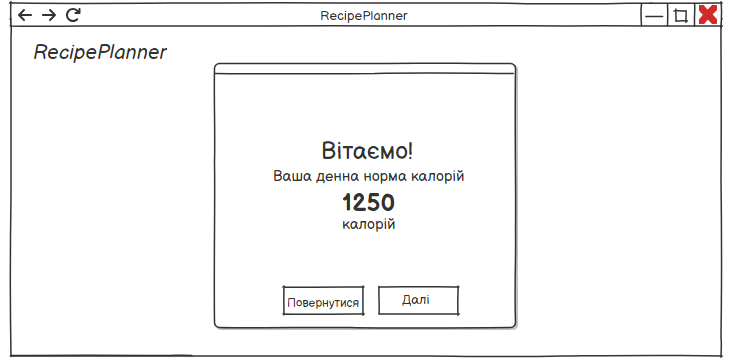 RecipePlanner
RecipePlanner
Вітаємо!
Ваша денна норма калорій
1250
калорій
Повернутися
Далі